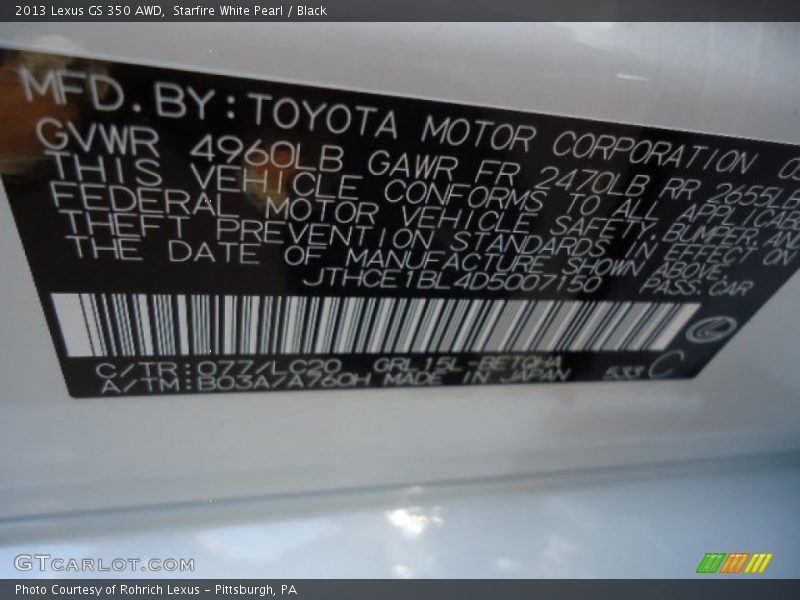 2013 Lexus GS 350 AWD, Starfire White Pearl / Black
MFD. BY: TOYOTA MOTOR CORPORATION
GVWR 4960LB GAWR FR 2470LB RR 2655LB
THIS VEHICLE CONFORMS TO ALL APPLICAB
FEDERAL MOTOR VEHICLE SAFETY, BUMPER, AND
THEFT PREVENTION STANDARDS IN EFFECT ON
THE DATE OF MANUFACTURE SHOWN ABOVE.
JTHCE1BL4D5007150 PASS. CAR
C/TR: 077/LC20 GRL15L-BETQHA
A/TM: B03A/A760H MADE IN JAPAN 533 C
GTCARLOT.COM
Photo Courtesy of Rohrich Lexus - Pittsburgh, PA